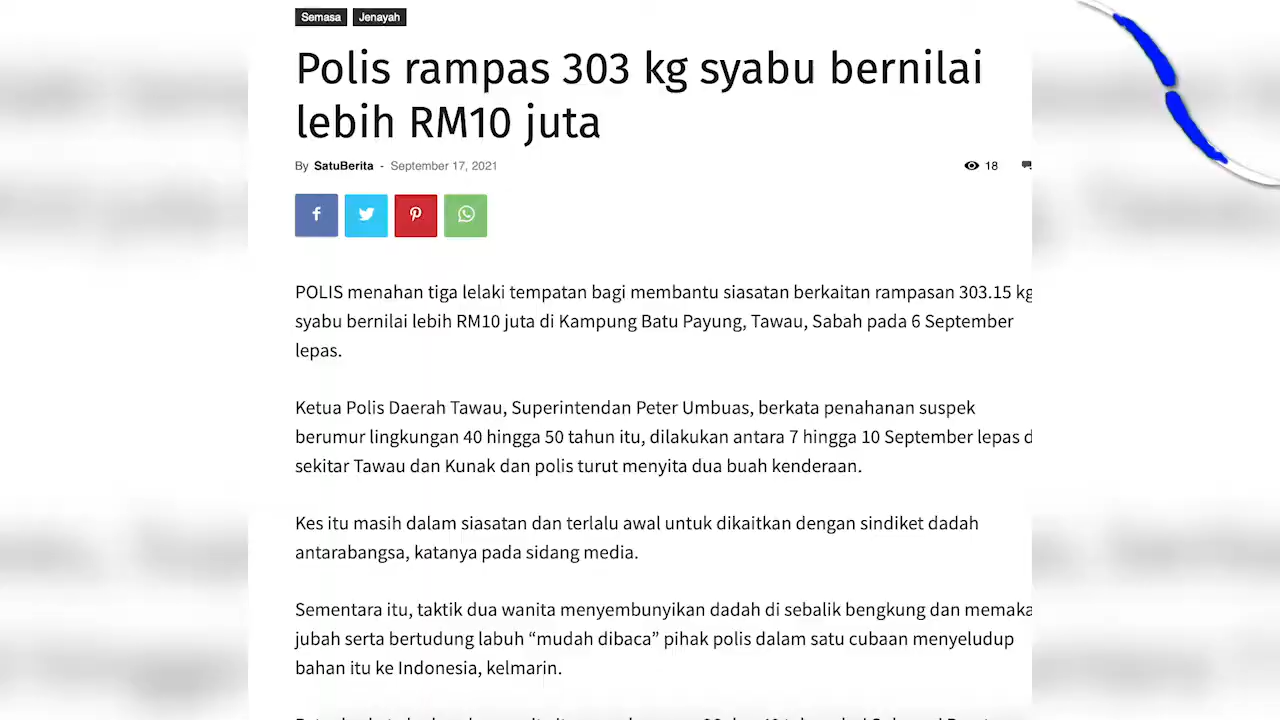 Semasa Jenayah
Polis rampas 303 kg syabu bernilai
lebih RM10 juta
By SatuBerita - September 17, 2021 18
POLIS menahan tiga lelaki tempatan bagi membantu siasatan berkaitan rampasan 303.15 kg
syabu bernilai lebih RM10 juta di Kampung Batu Payung, Tawau, Sabah pada 6 September
lepas.
Ketua Polis Daerah Tawau, Superintendan Peter Umbuas, berkata penahanan suspek
berumur lingkungan 40 hingga 50 tahun itu, dilakukan antara 7 hingga 10 September lepas d
sekitar Tawau dan Kunak dan polis turut menyita dua buah kenderaan.
Kes itu masih dalam siasatan dan terlalu awal untuk dikaitkan dengan sindiket dadah
antarabangsa, katanya pada sidang media.
Sementara itu, taktik dua wanita menyembunyikan dadah di sebalik bengkung dan memaka
jubah serta bertudung labuh “mudah dibaca” pihak polis dalam satu cubaan menyeludup
bahan itu ke Indonesia, kelmarin.